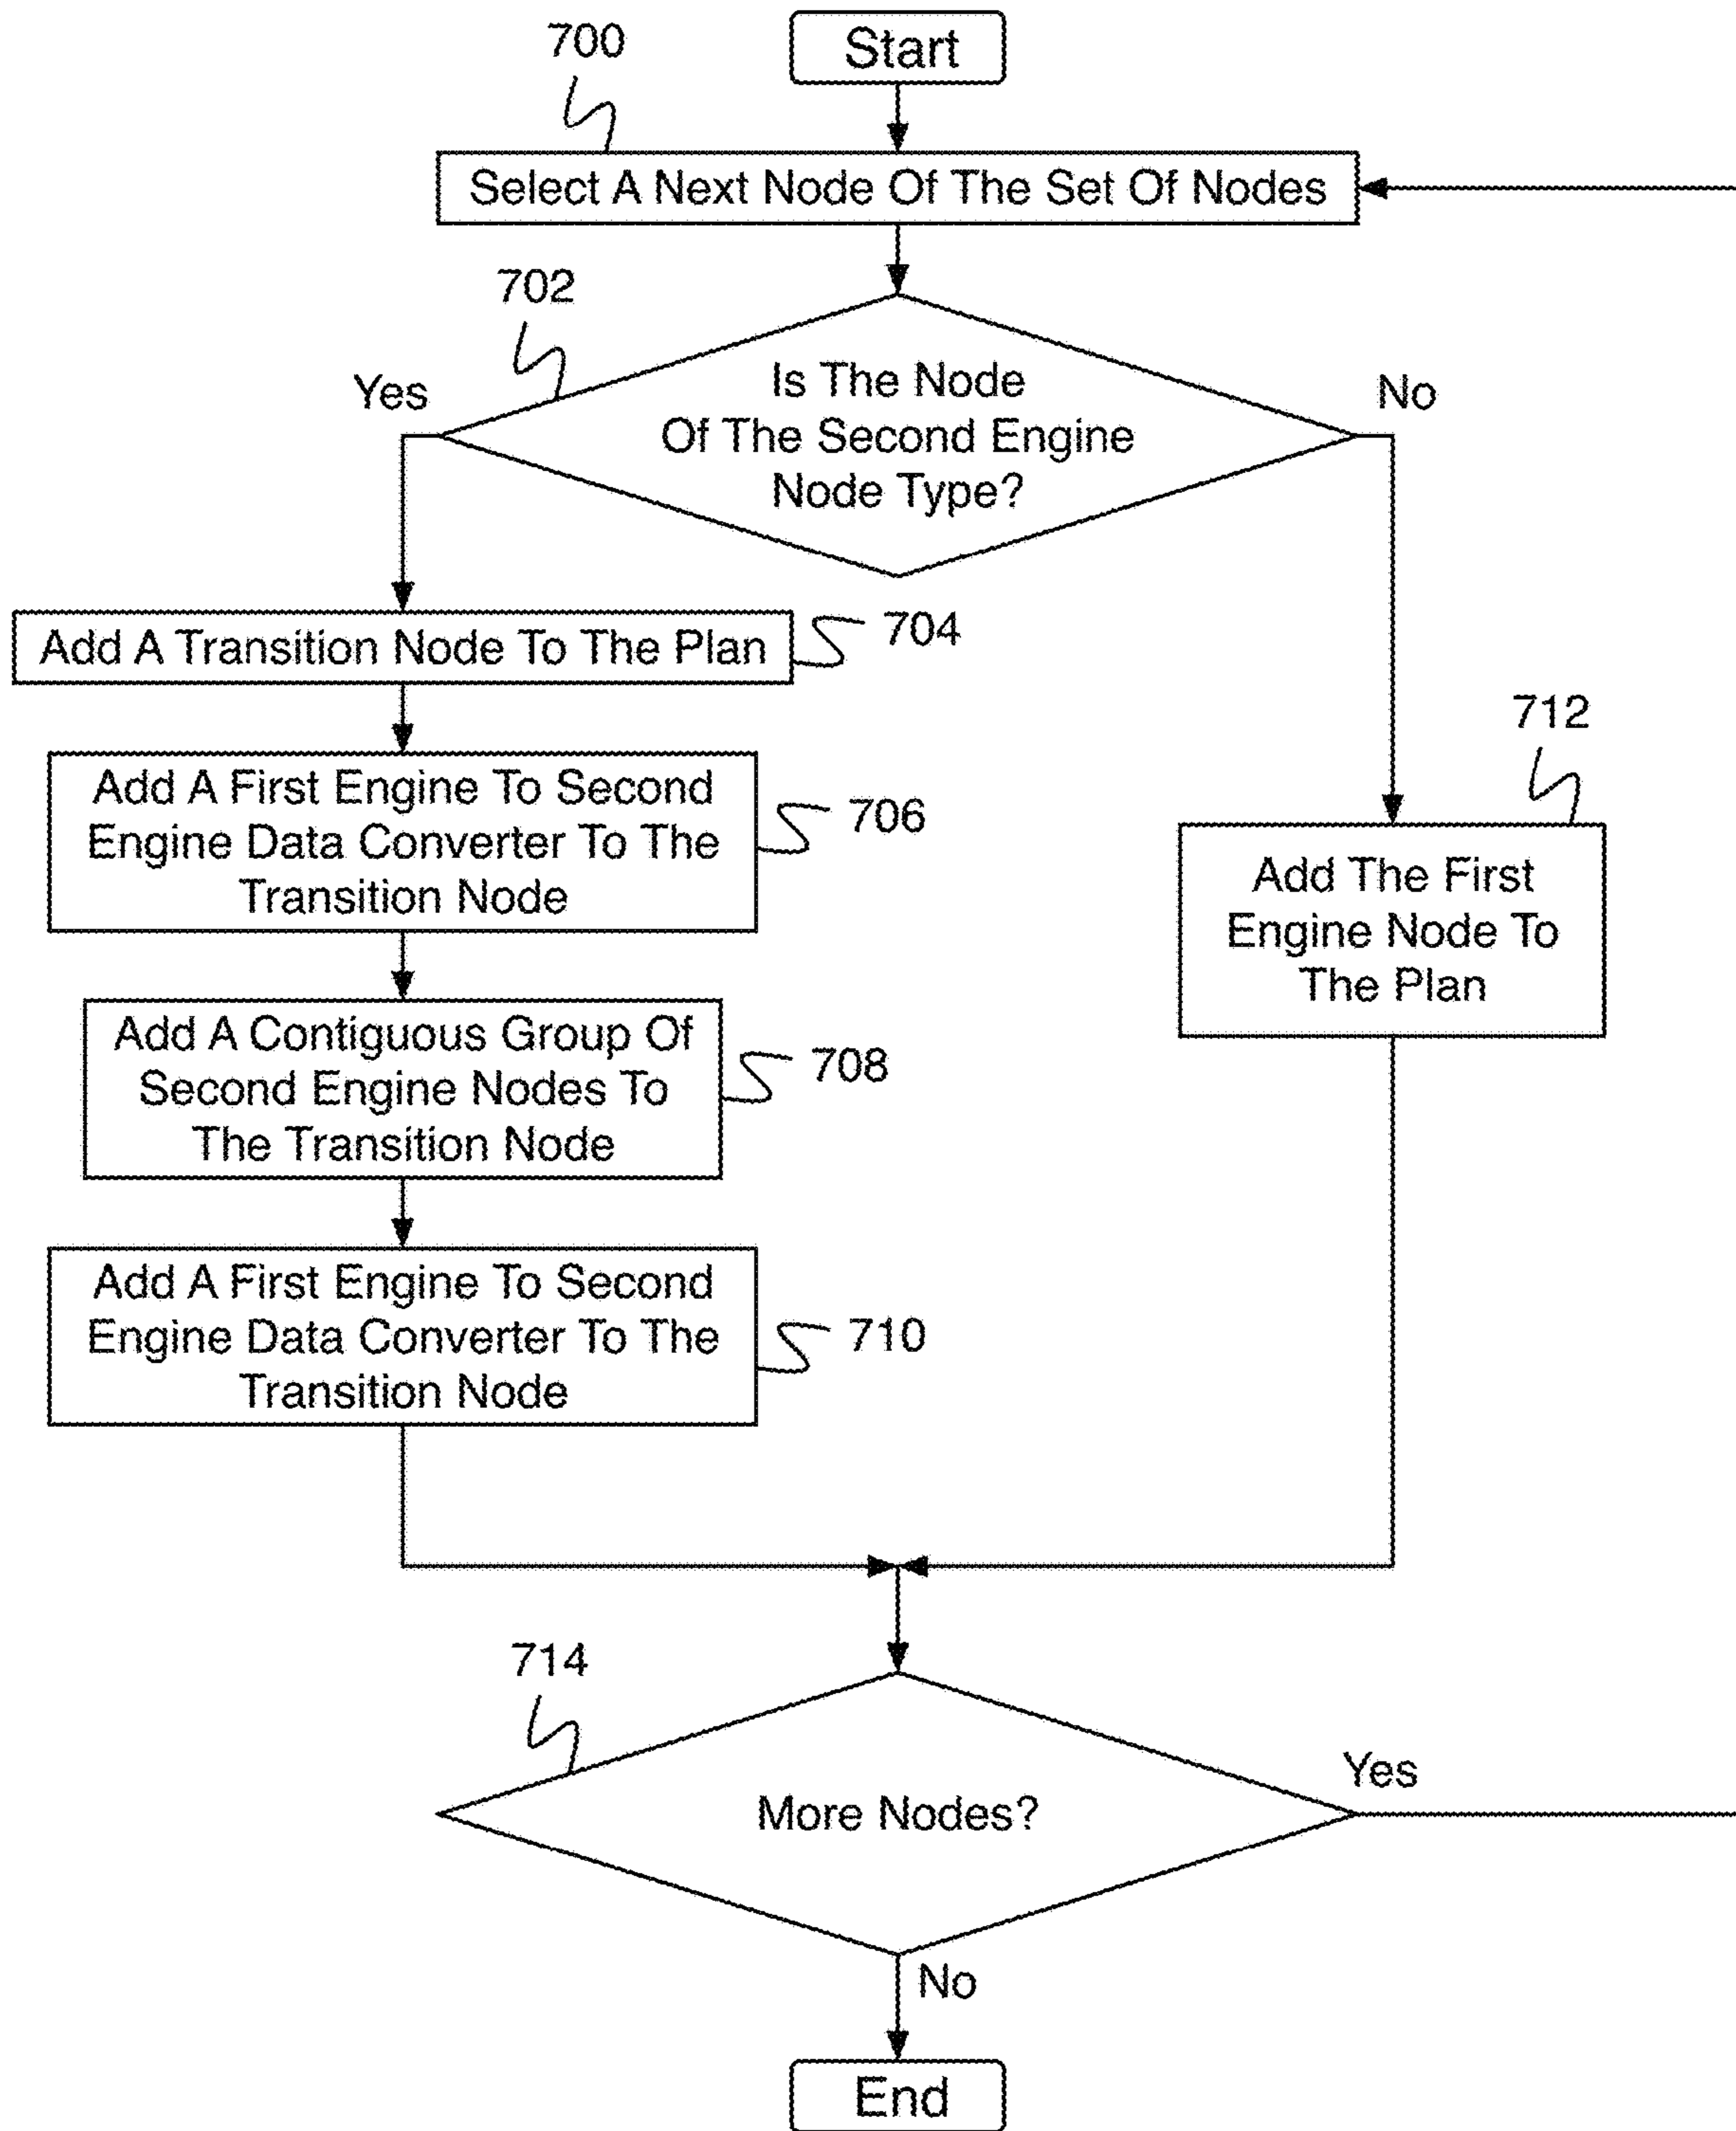 700
Start
Select A Next Node Of The Set Of Nodes
702
Is The Node
Of The Second Engine
Node Type?
Yes
No
Add A Transition Node To The Plan
704
Add A First Engine To Second
Engine Data Converter To The
Transition Node
706
712
Add The First
Engine Node To
The Plan
Add A Contiguous Group Of
Second Engine Nodes To
The Transition Node
708
Add A First Engine To Second
Engine Data Converter To The
Transition Node
710
714
More Nodes?
Yes
No
End